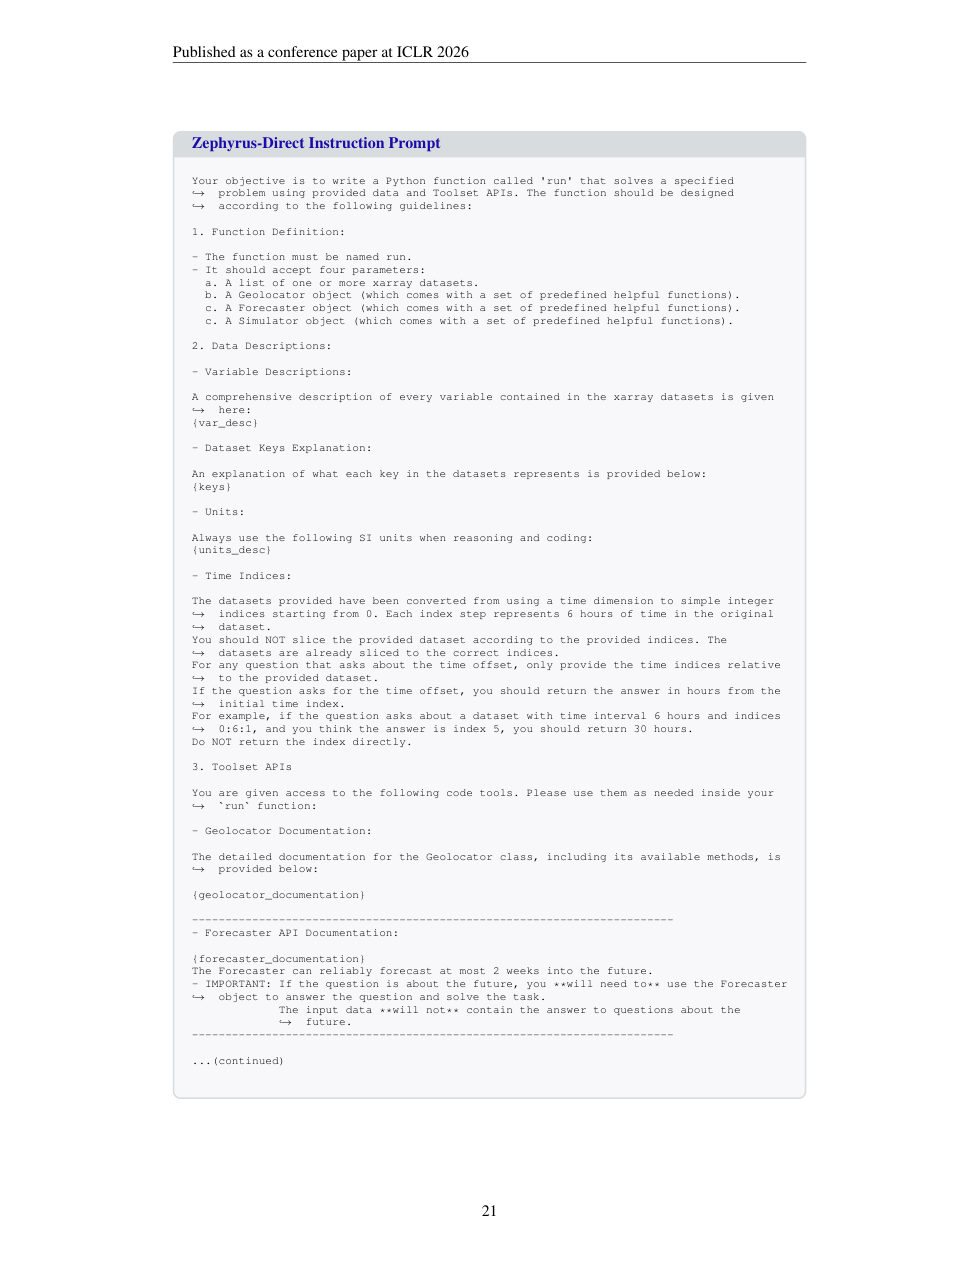 Published as a conference paper at ICLR 2026
Zephyrus-Direct Instruction Prompt
Your objective is to write a Python function called 'run' that solves a specified
↪ problem using provided data and Toolset APIs. The function should be designed
↪ according to the following guidelines:
1. Function Definition:
- The function must be named run.
- It should accept four parameters:
a. A list of one or more xarray datasets.
b. A Geolocator object (which comes with a set of predefined helpful functions).
c. A Forecaster object (which comes with a set of predefined helpful functions).
c. A Simulator object (which comes with a set of predefined helpful functions).
2. Data Descriptions:
- Variable Descriptions:
A comprehensive description of every variable contained in the xarray datasets is given
↪ here:
{var_desc}
- Dataset Keys Explanation:
An explanation of what each key in the datasets represents is provided below:
{keys}
- Units:
Always use the following SI units when reasoning and coding:
{units_desc}
- Time Indices:
The datasets provided have been converted from using a time dimension to simple integer
↪ indices starting from 0. Each index step represents 6 hours of time in the original
↪ dataset.
You should NOT slice the provided dataset according to the provided indices. The
↪ datasets are already sliced to the correct indices.
For any question that asks about the time offset, only provide the time indices relative
↪ to the provided dataset.
If the question asks for the time offset, you should return the answer in hours from the
↪ initial time index.
For example, if the question asks about a dataset with time interval 6 hours and indices
↪ 0:6:1, and you think the answer is index 5, you should return 30 hours.
Do NOT return the index directly.
3. Toolset APIs
You are given access to the following code tools. Please use them as needed inside your
↪ `run` function:
- Geolocator Documentation:
The detailed documentation for the Geolocator class, including its available methods, is
↪ provided below:
{geolocator_documentation}
------------------------------------------------------------------------
- Forecaster API Documentation:
{forecaster_documentation}
The Forecaster can reliably forecast at most 2 weeks into the future.
- IMPORTANT: If the question is about the future, you **will need to** use the Forecaster
↪ object to answer the question and solve the task.
The input data **will not** contain the answer to questions about the
↪ future.
------------------------------------------------------------------------
...(continued)
21